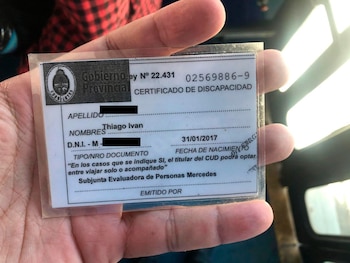 Gobierno
Provincia
ey Nº 22.431
02569886-9
CERTIFICADO DE DISCAPACIDAD
APELLIDO
Thiago Ivan
NOMBRES
D.N.I. - M
31/01/2017
TIPO/NRO DOCUMENTO
FECHA DE NACIMIENTO
"En los casos que se indique SI, el titular del CUD podrá optar
entre viajar solo o acompañado"
Subjunta Evaluadora de Personas Mercedes
EMITIDO POR